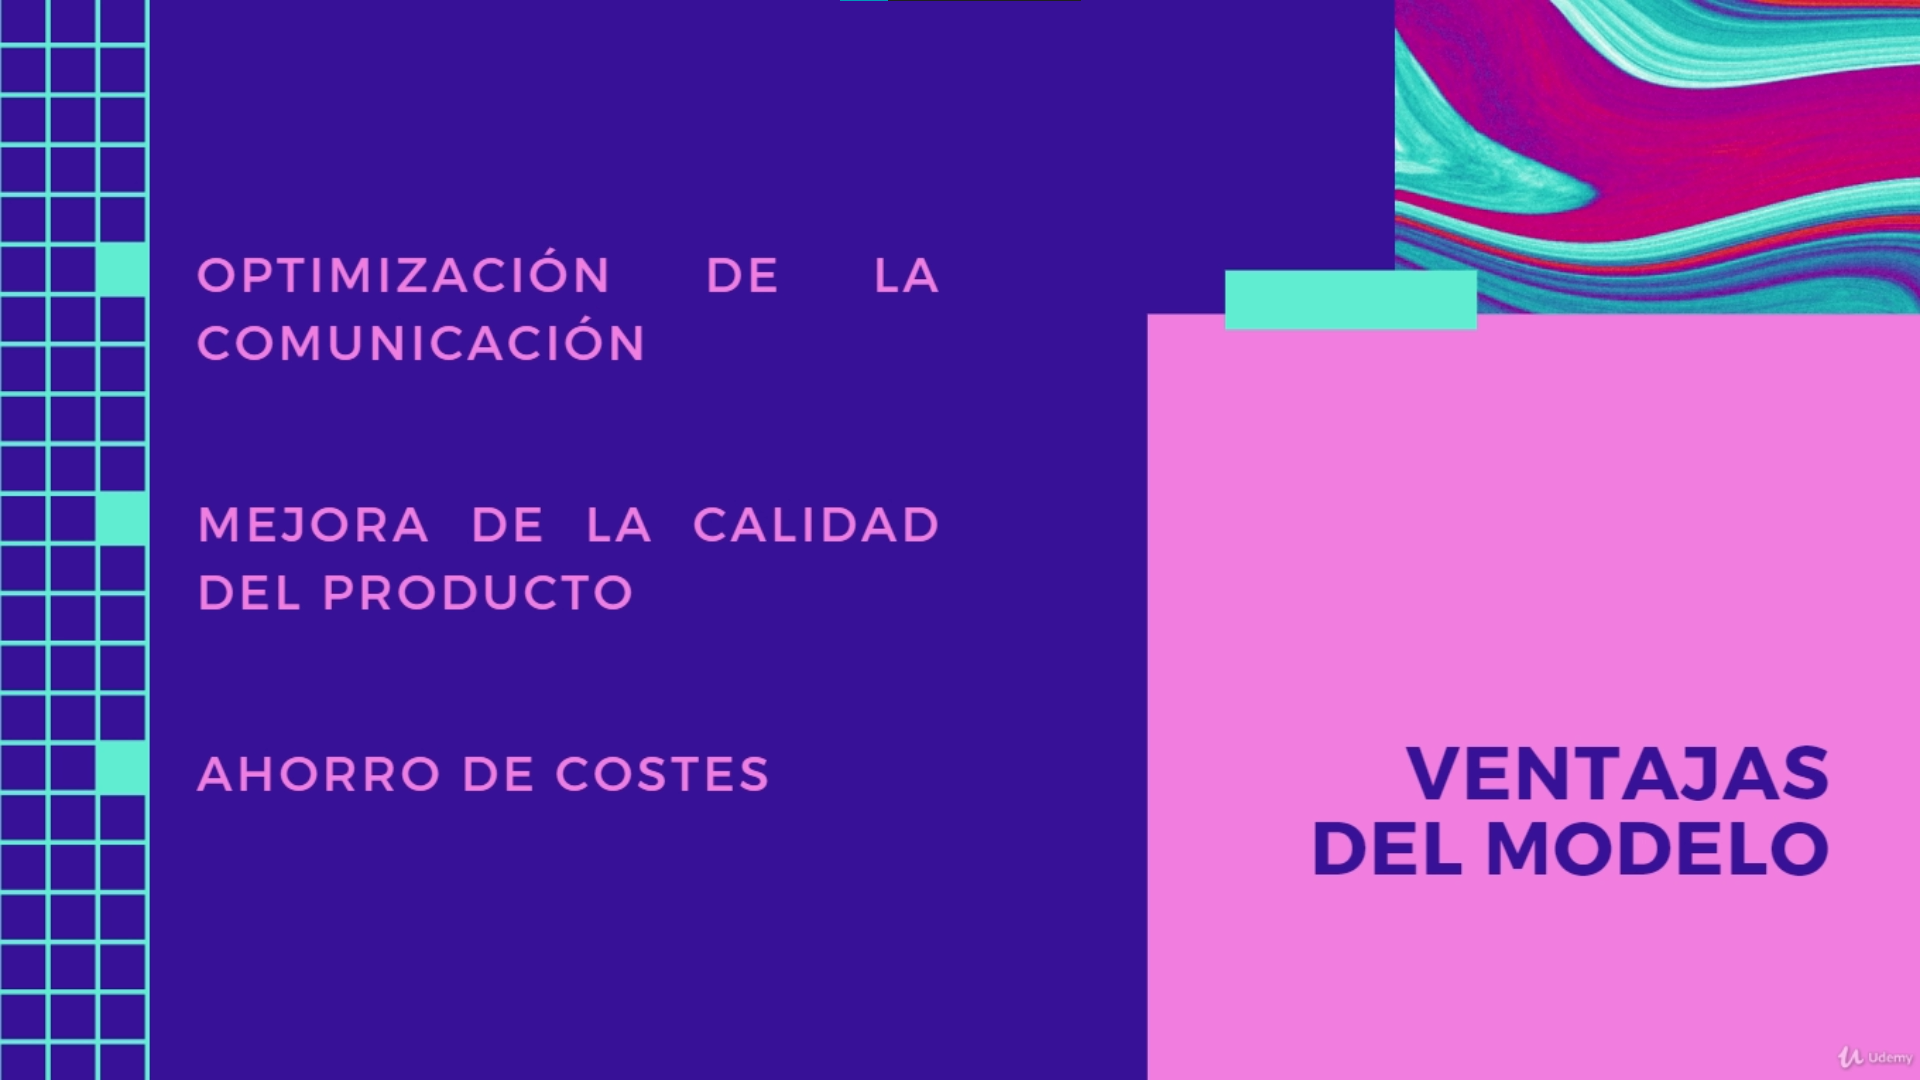 OPTIMIZACIÓN DE LA
COMUNICACIÓN
MEJORA DE LA CALIDAD
DEL PRODUCTO
AHORRO DE COSTES
VENTAJAS
DEL MODELO
Udemy